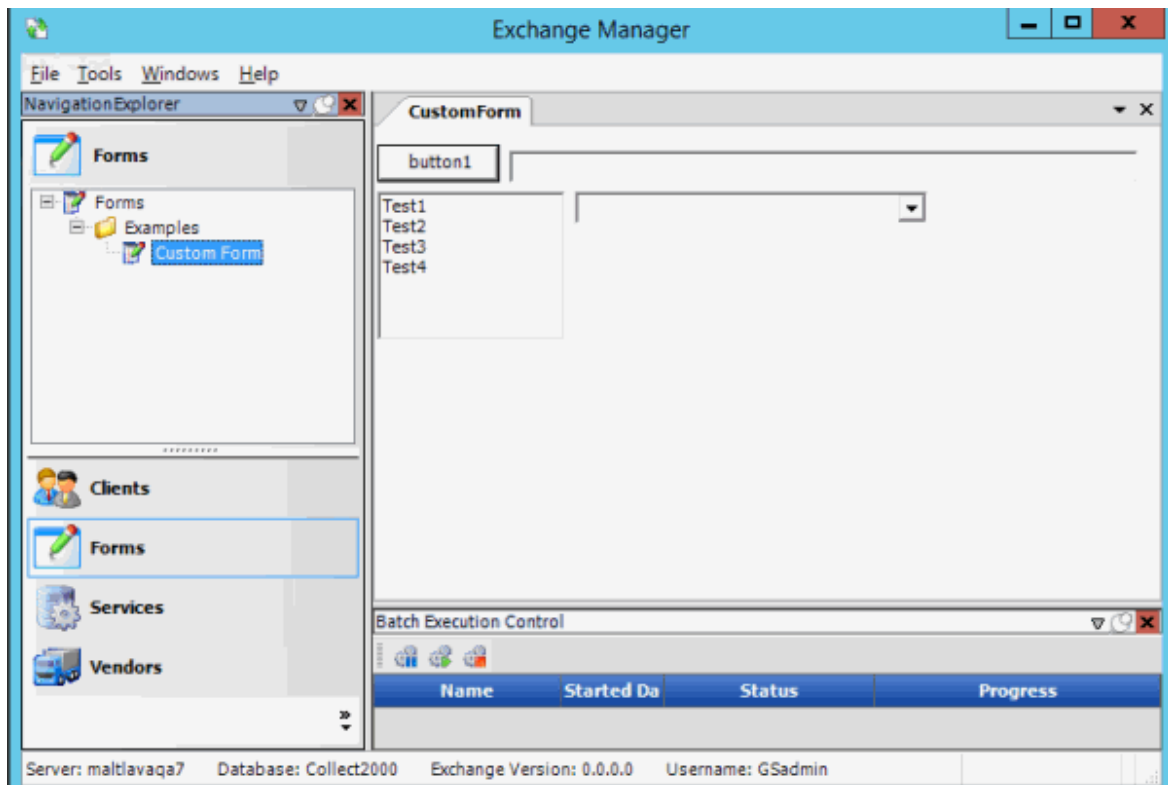 Exchange Manager
File Tools Windows Help
NavigationExplorer
Forms
Forms
Examples
Custom Form
Clients
Forms
Services
Vendors
CustomForm
button1
Test1
Test2
Test3
Test4
Batch Execution Control
Name Started Da Status Progress
Server: maltlavaqa7 Database: Collect2000 Exchange Version: 0.0.0.0 Username: GSadmin